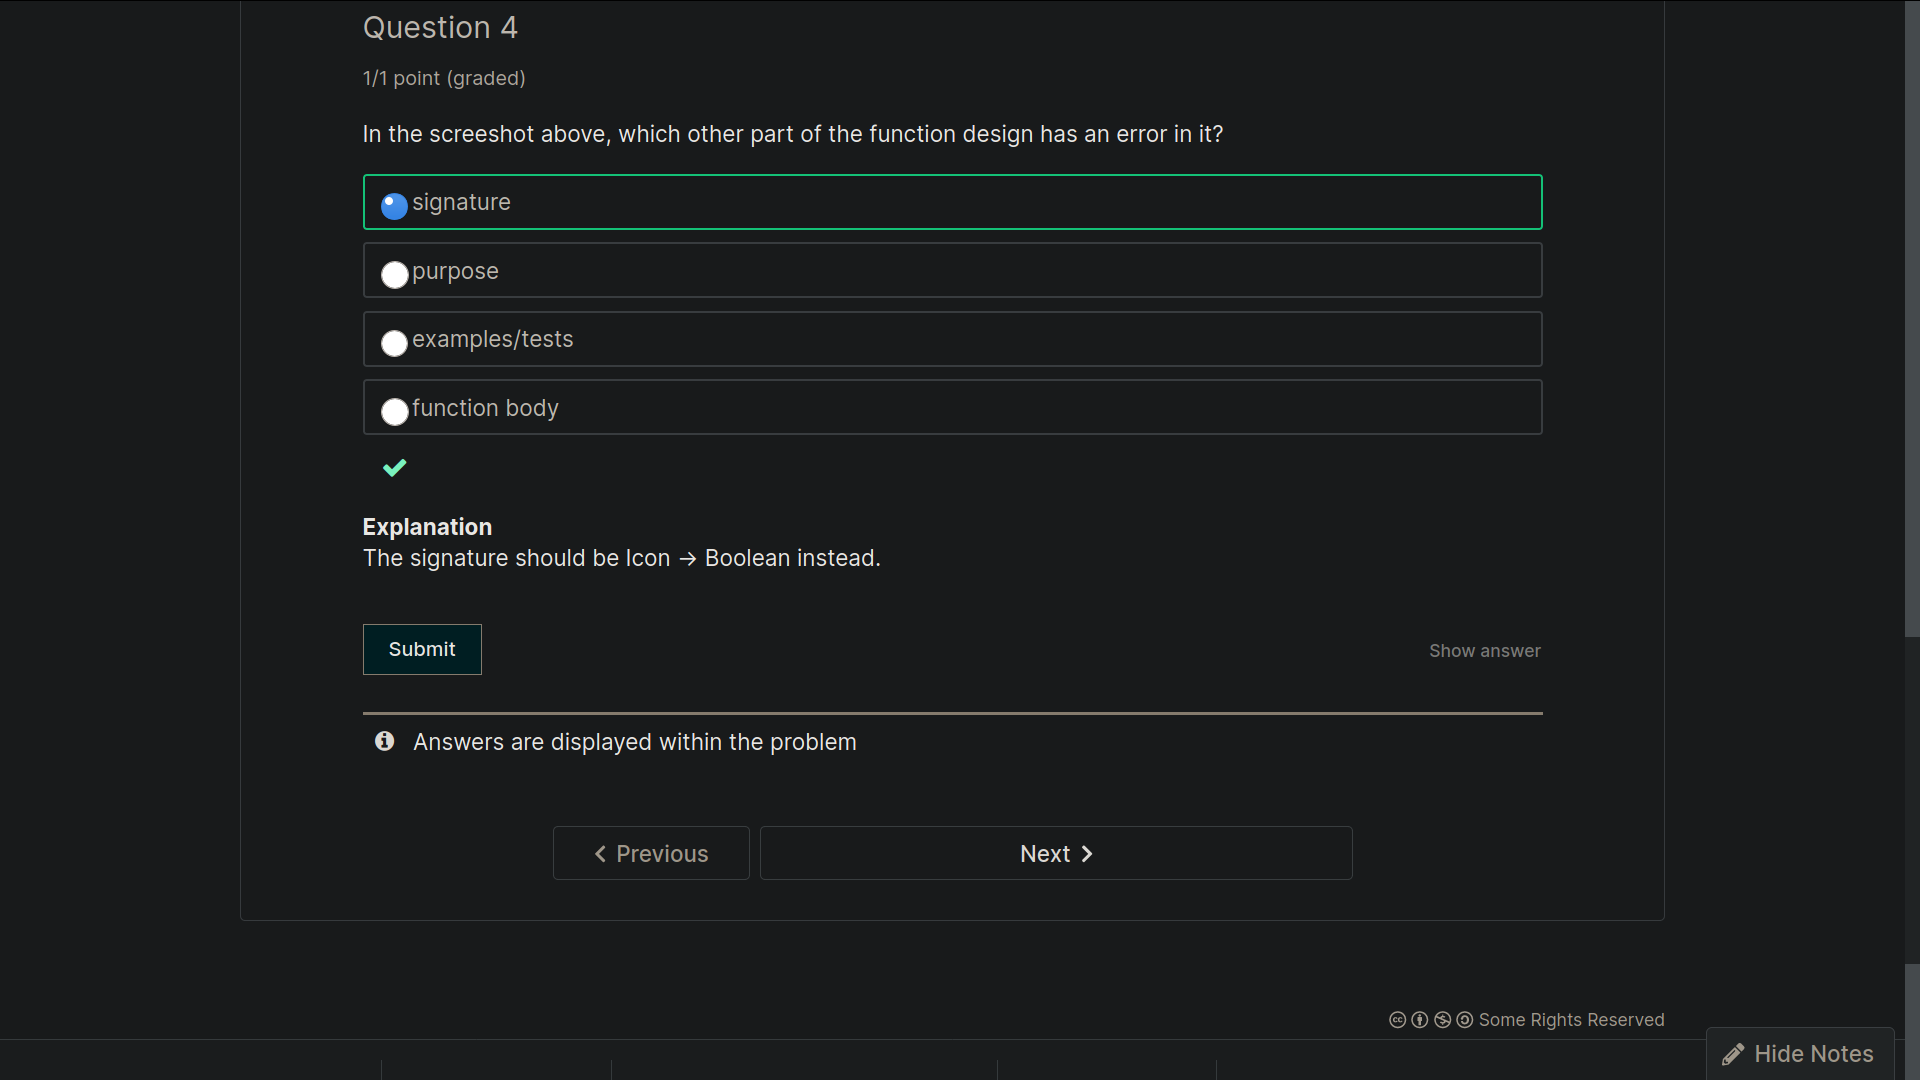 Question 4
1/1 point (graded)
In the screeshot above, which other part of the function design has an error in it?
signature
purpose
examples/tests
function body
Explanation
The signature should be Icon → Boolean instead.
Submit
Show answer
Answers are displayed within the problem
Previous
Next
Some Rights Reserved
Hide Notes